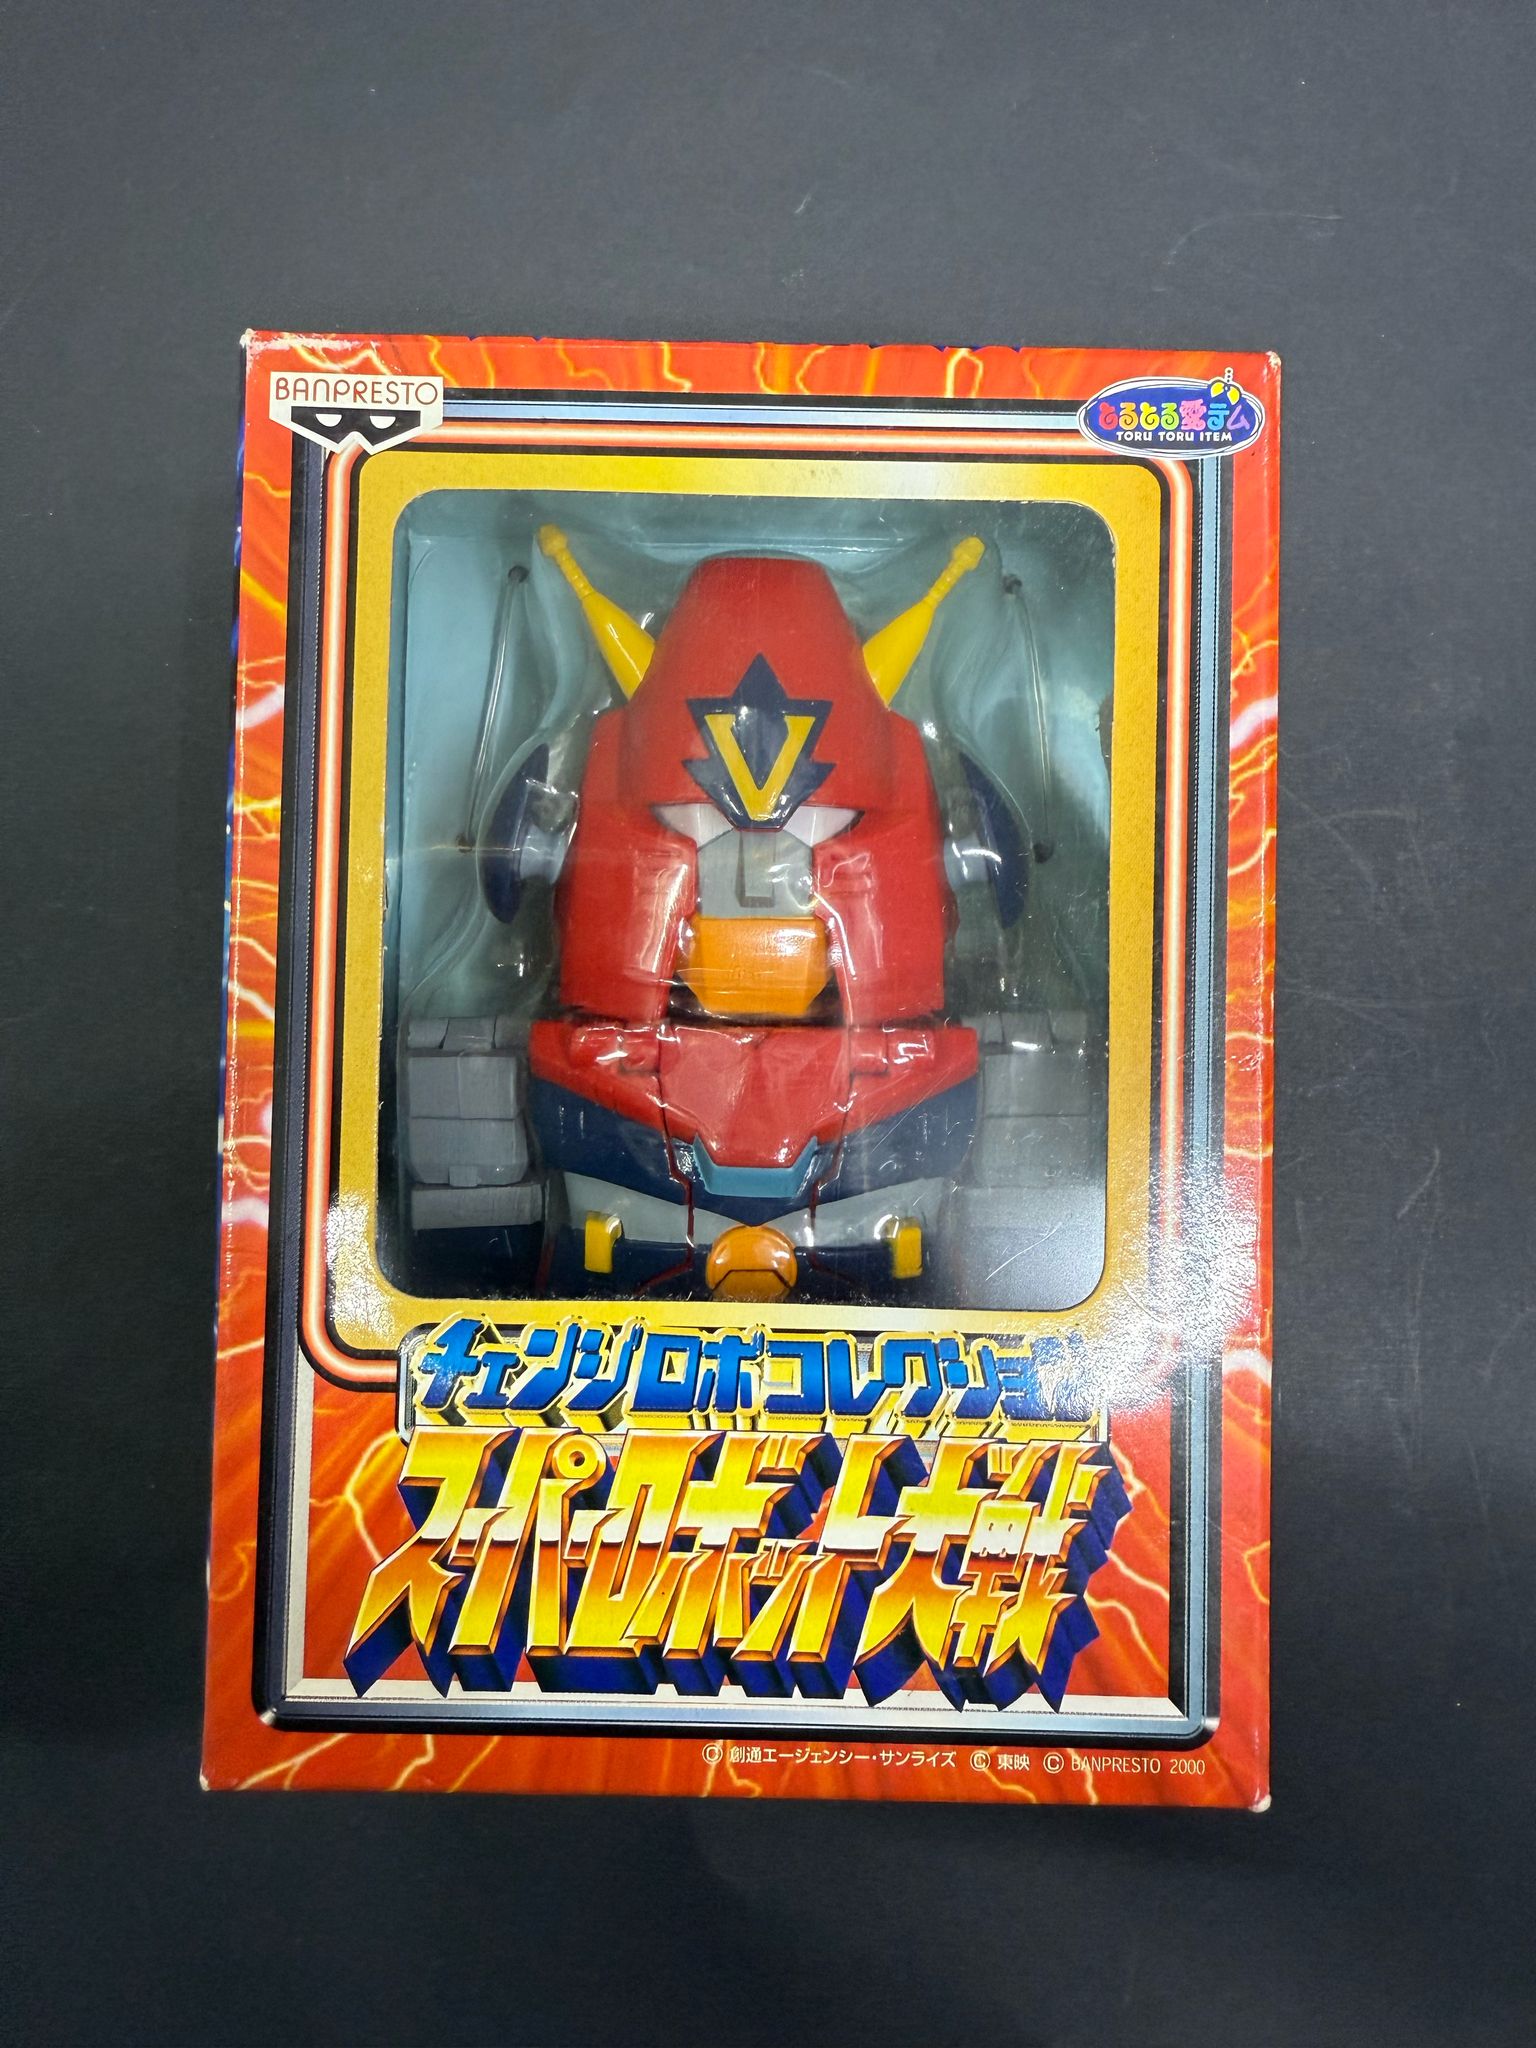 BANPRESTO
とるとる愛テム
TORU TORU ITEM
V
チェンジロボコレクション
スーパーロボット大戦
© 創通エージェンシー・サンライズ © 東映 © BANPRESTO 2000